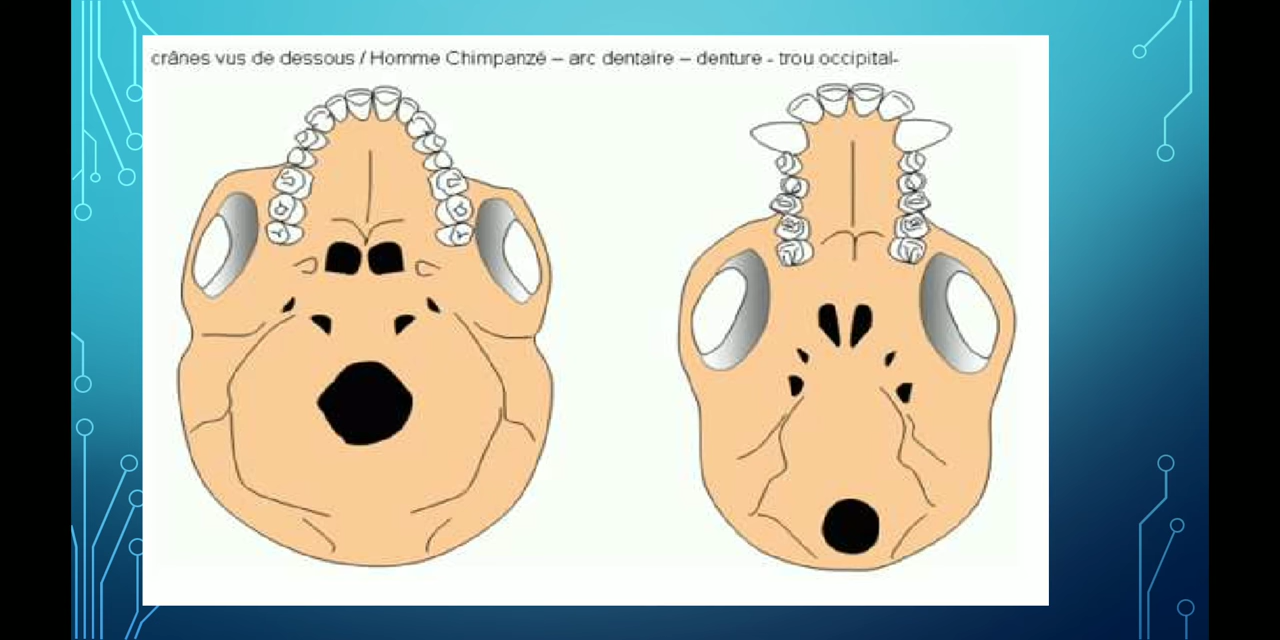 crânes vus de dessous / Homme Chimpanzé – arc dentaire – denture - trou occipital-